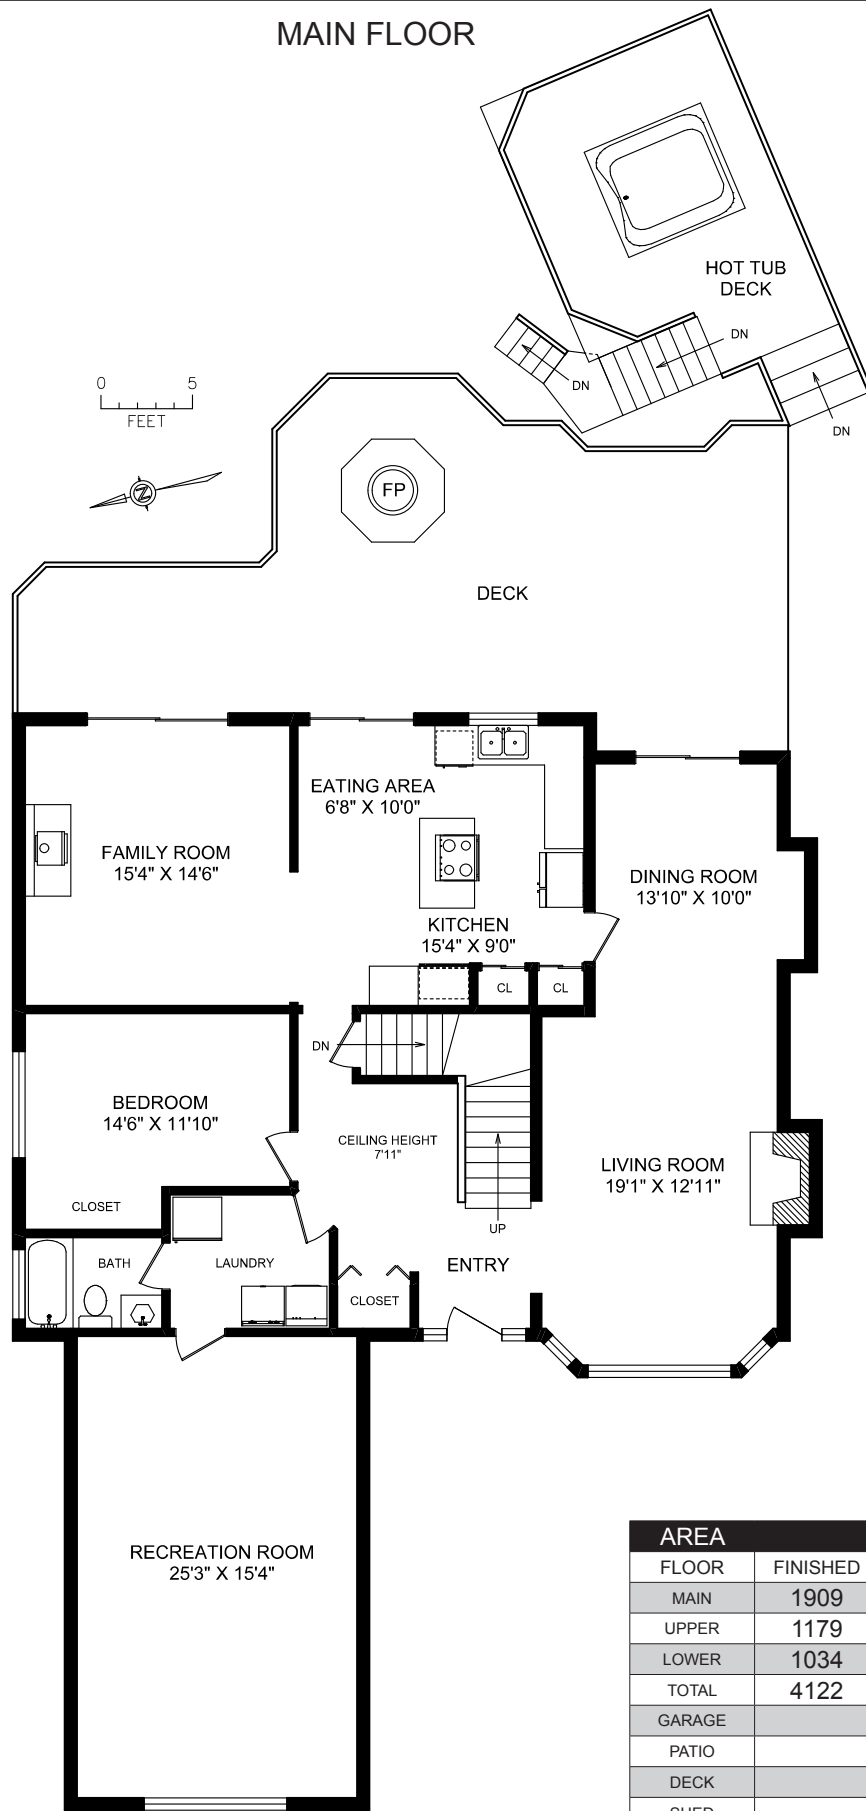 MAIN FLOOR
HOT TUB
DECK
DN
DN
DN
0 5
FEET
N
FP
DECK
EATING AREA
6'8" X 10'0"
FAMILY ROOM
15'4" X 14'6"
DINING ROOM
13'10" X 10'0"
KITCHEN
15'4" X 9'0"
CL
CL
DN
BEDROOM
14'6" X 11'10"
CEILING HEIGHT
7'11"
LIVING ROOM
19'1" X 12'11"
CLOSET
UP
BATH
LAUNDRY
ENTRY
CLOSET
RECREATION ROOM
25'3" X 15'4"
AREA
FLOOR FINISHED
MAIN 1909
UPPER 1179
LOWER 1034
TOTAL 4122
GARAGE
PATIO
DECK
SHED